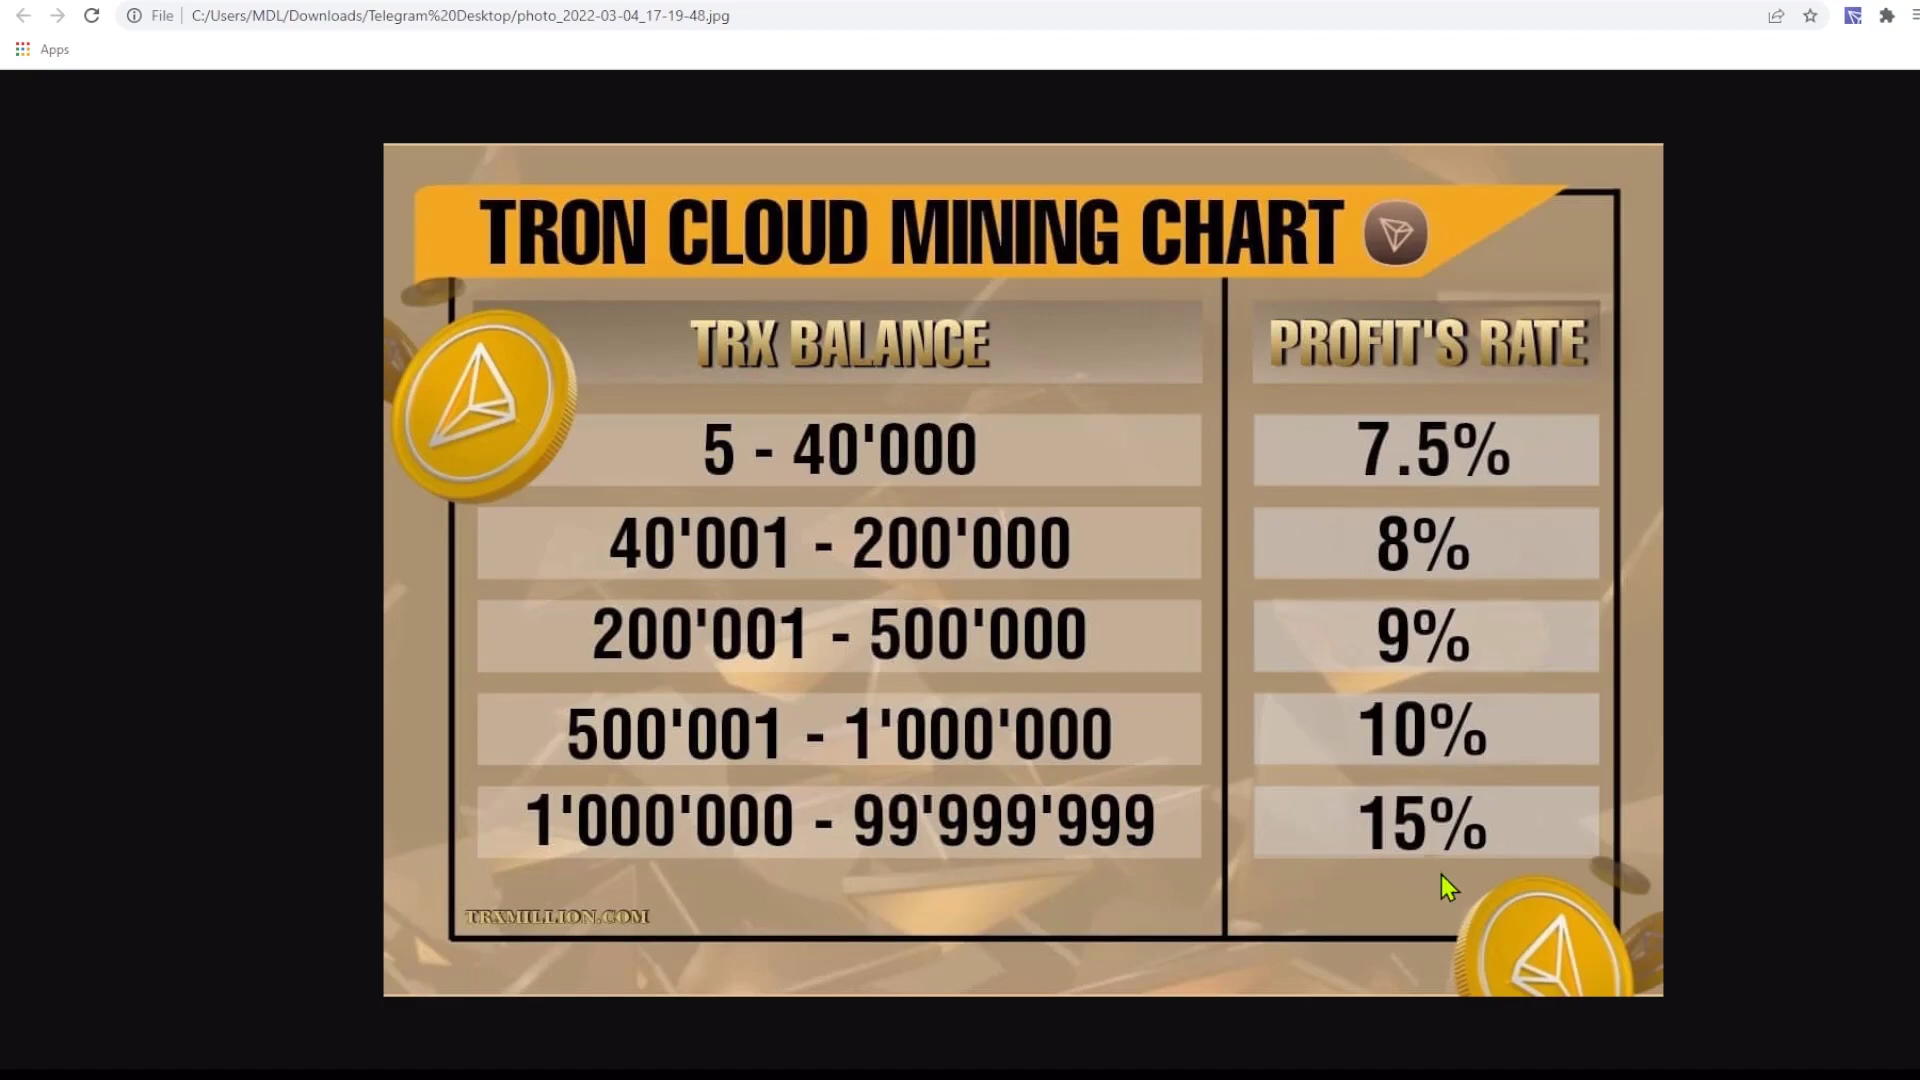 File
C:/Users/MDL/Downloads/Telegram%20Desktop/photo_2022-03-04_17-19-48.jpg
Apps
TRON CLOUD MINING CHART
TRX BALANCE PROFIT'S RATE
5 - 40'000 7.5%
40'001 - 200'000 8%
200'001 - 500'000 9%
500'001 - 1'000'000 10%
1'000'000 - 99'999'999 15%
TRXMILLION.COM